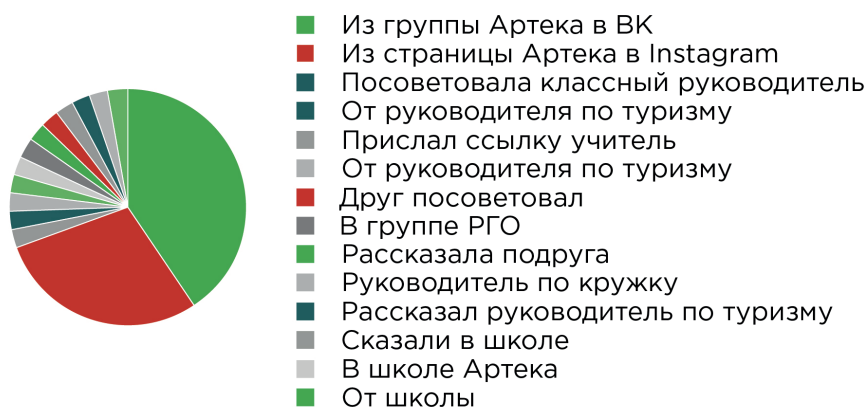 Из группы Артека в ВК
Из страницы Артека в Instagram
Посоветовала классный руководитель
От руководителя по туризму
Прислал ссылку учитель
От руководителя по туризму
Друг посоветовал
В группе РГО
Рассказала подруга
Руководитель по кружку
Рассказал руководитель по туризму
Сказали в школе
В школе Артека
От школы